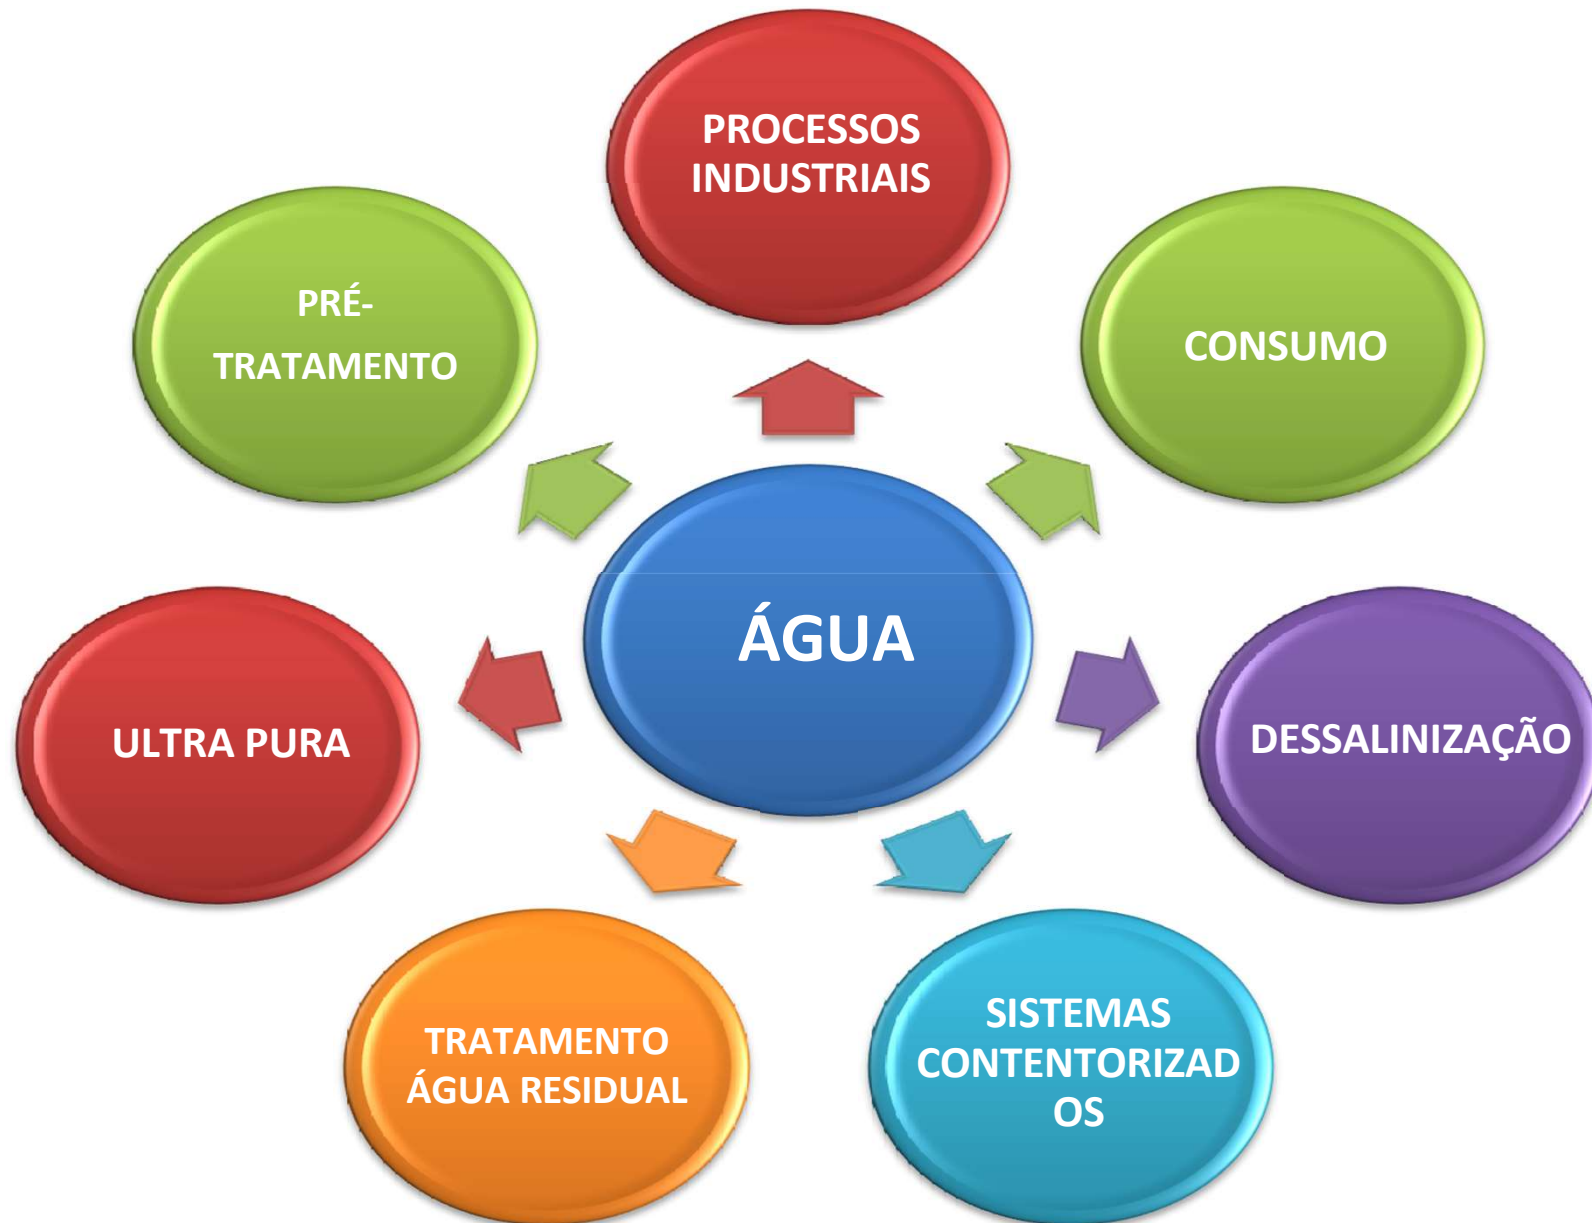 PROCESSOS
INDUSTRIAIS
PRÉ-
TRATAMENTO
CONSUMO
ÁGUA
ULTRA PURA
DESSALINIZAÇÃO
TRATAMENTO
ÁGUA RESIDUAL
SISTEMAS
CONTENTORIZAD
OS